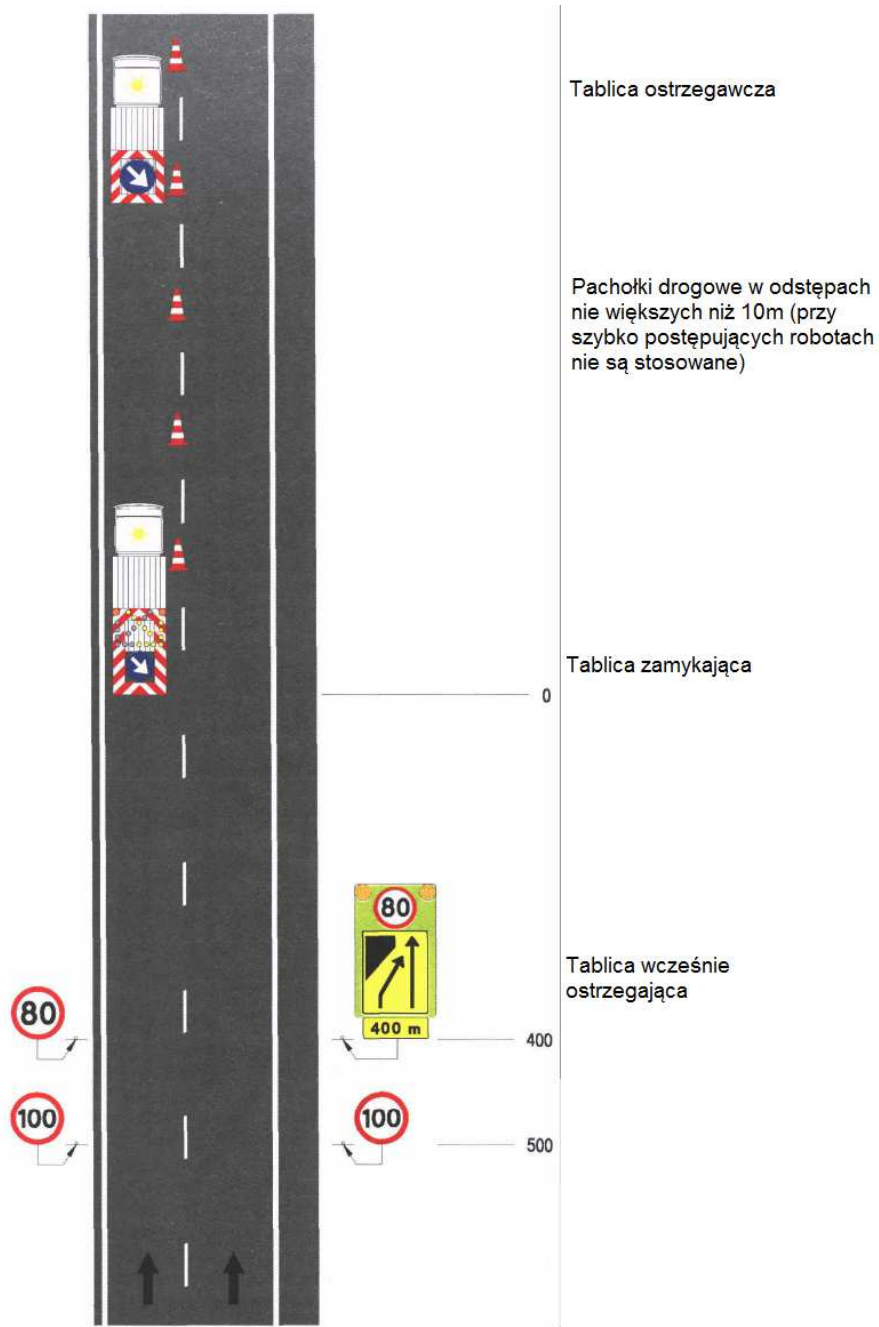 Tablica ostrzegawcza
Pachołki drogowe w odstępach
nie większych niż 10m (przy
szybko postępujących robotach
nie są stosowane)
Tablica zamykająca
0
80
Tablica wcześnie
ostrzegająca
80
400 m
400
100
100
500